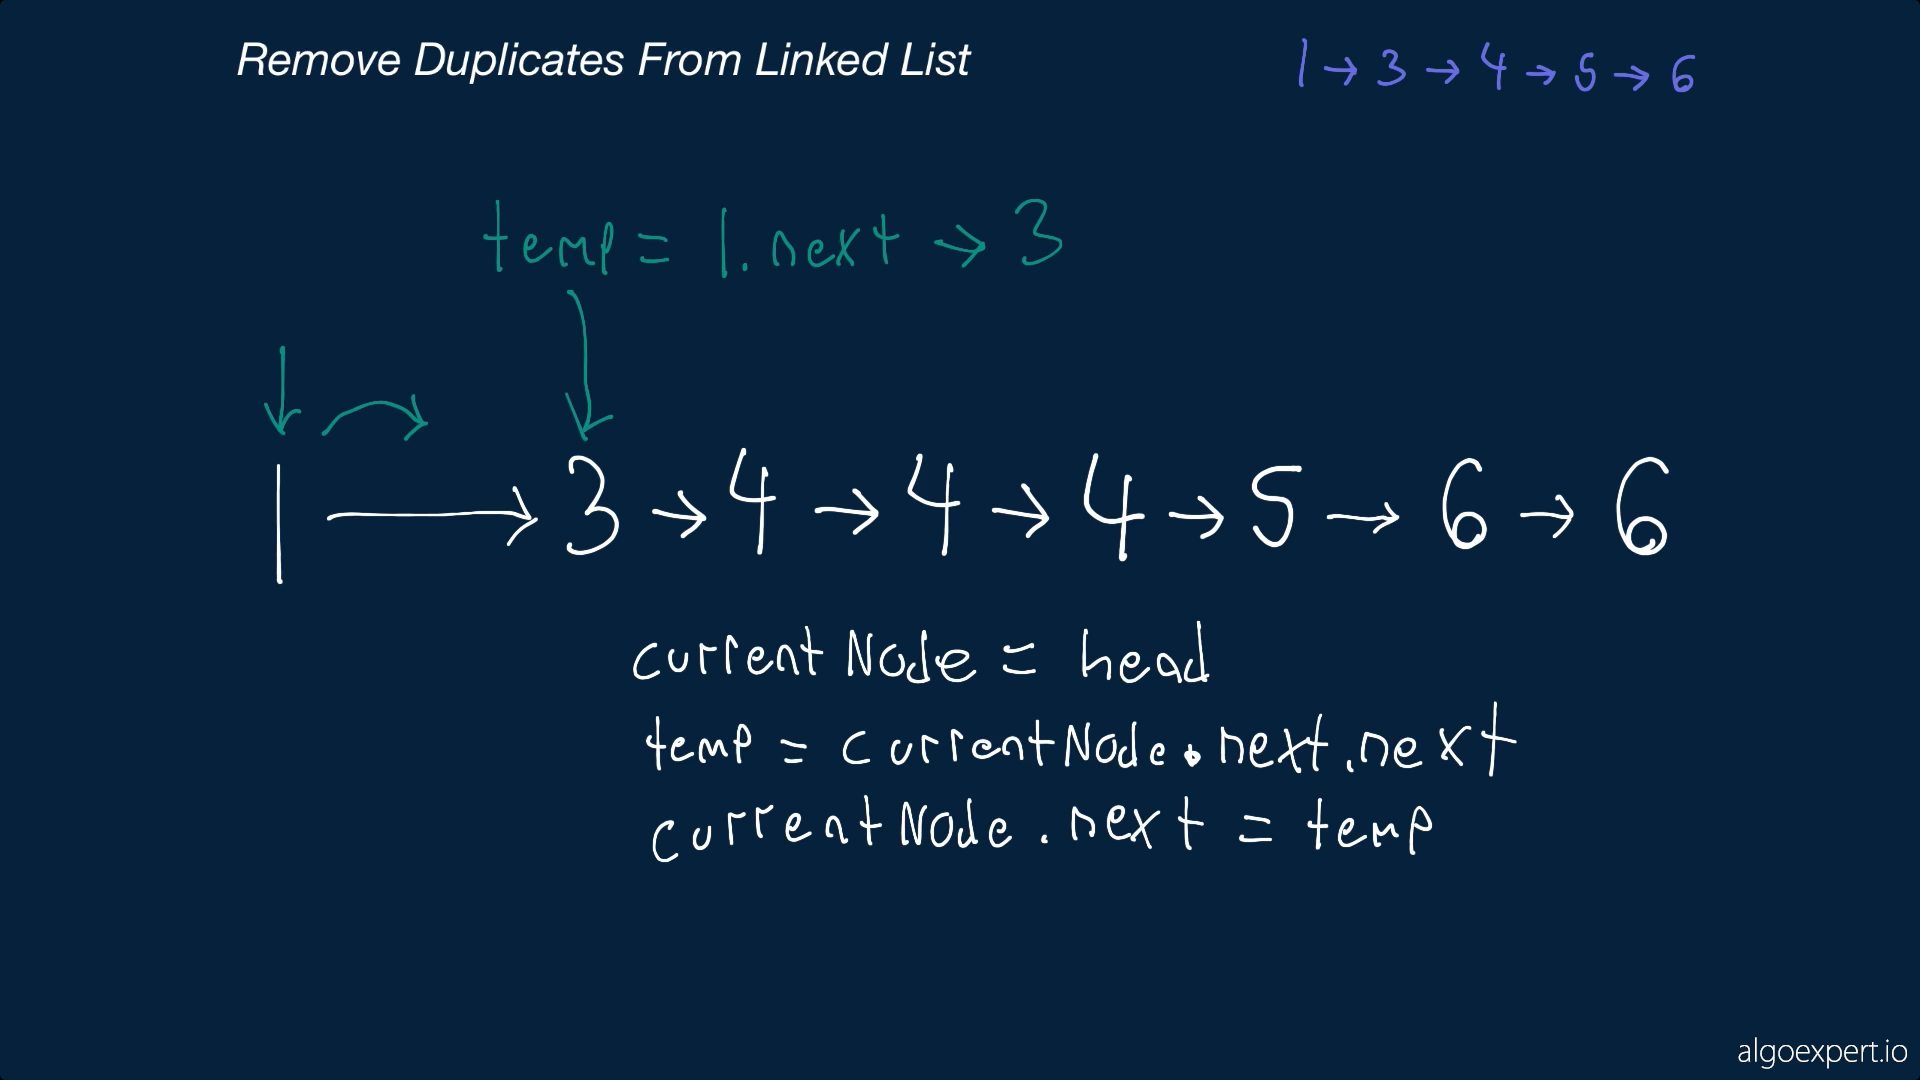 Remove Duplicates From Linked List
1 → 3 → 4 → 5 → 6
temp = 1.next → 3
1 → 3 → 4 → 4 → 4 → 5 → 6 → 6
currentNode = head
temp = currentNode.next.next
currentNode.next = temp
algoexpert.io